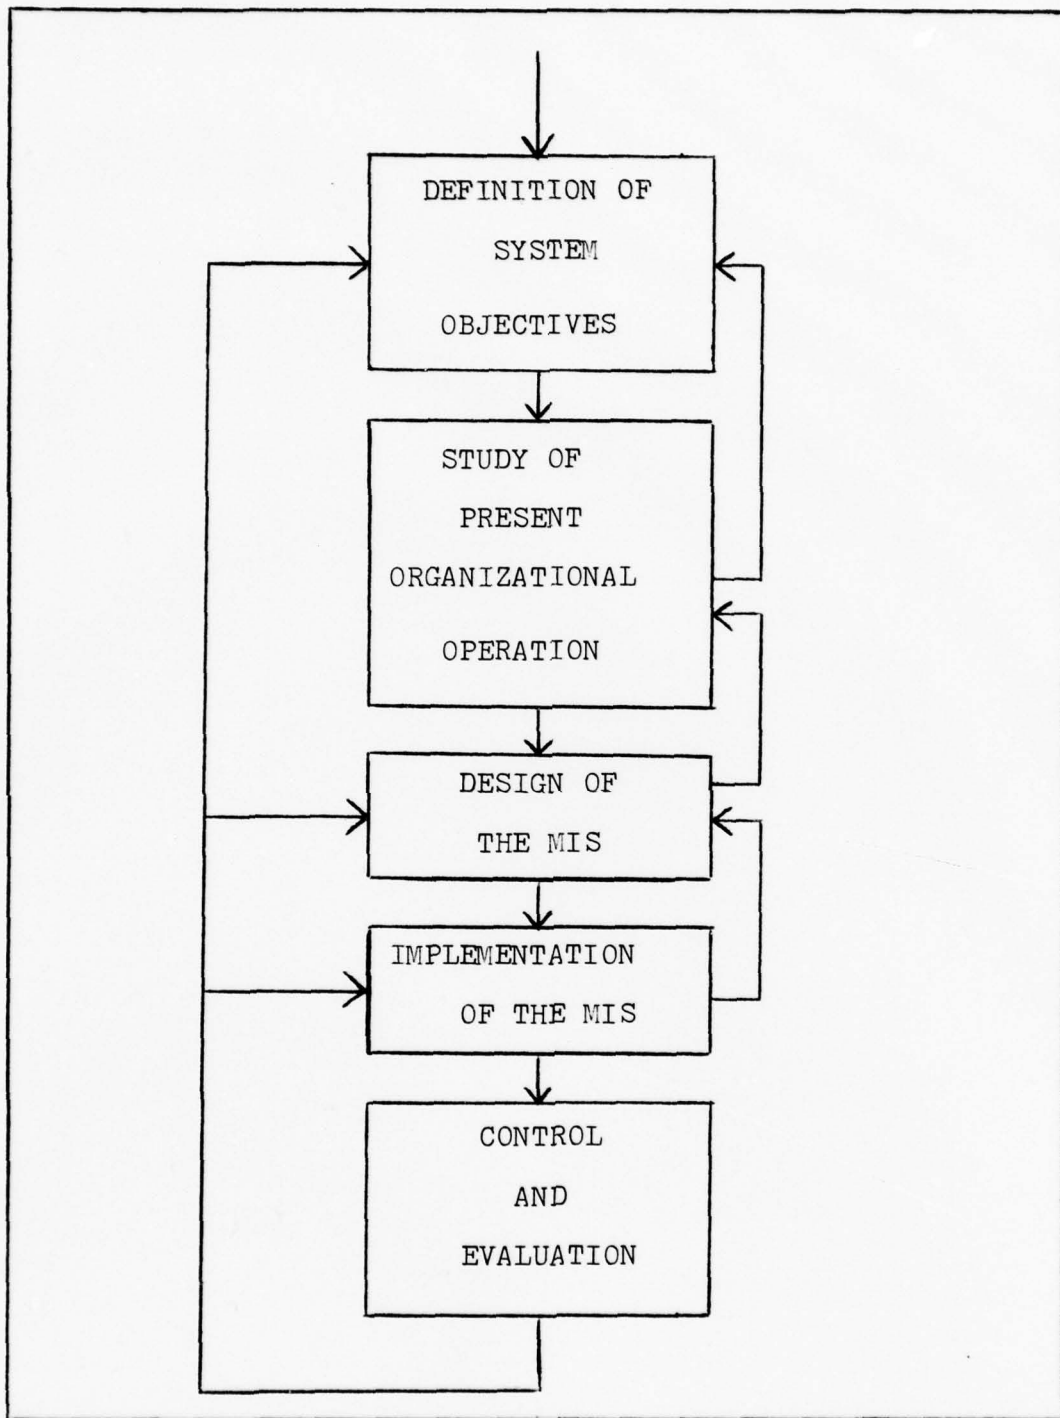 DEFINITION OF
SYSTEM
OBJECTIVES
STUDY OF
PRESENT
ORGANIZATIONAL
OPERATION
DESIGN OF
THE MIS
IMPLEMENTATION
OF THE MIS
CONTROL
AND
EVALUATION